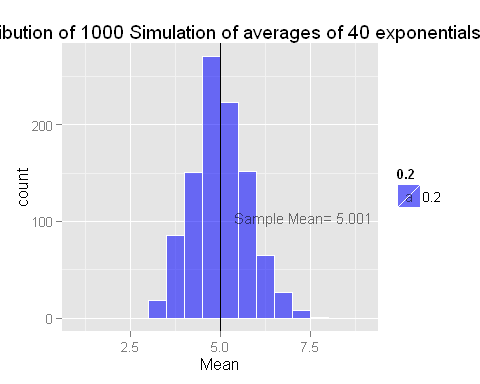 ibution of 1000 Simulation of averages of 40 exponentials
200
100
0
count
Sample Mean= 5.001
2.5 5.0 7.5
Mean
0.2
a 0.2